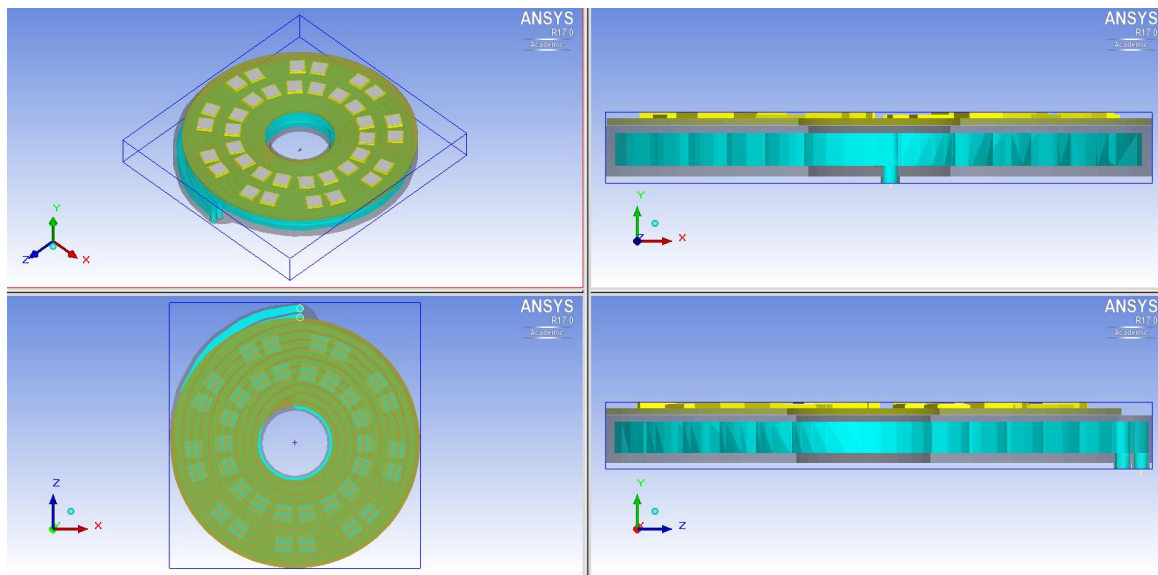 ANSYS
R17.0
Academic
Y
Z
X
ANSYS
R17.0
Academic
Y
Z
X
ANSYS
R17.0
Academic
Z
Y
X
ANSYS
R17.0
Academic
Y
X
Z